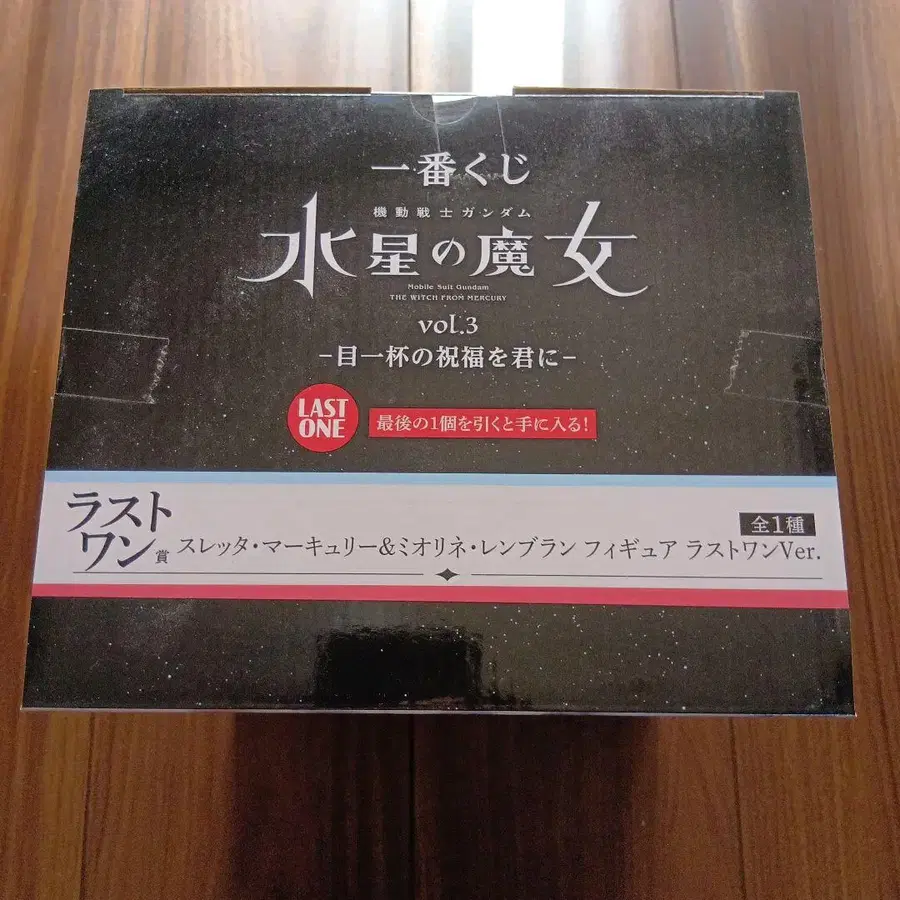 一番くじ
機動戦士ガンダム
水星の魔女
Mobile Suit Gundam
THE WITCH FROM MERCURY
vol.3
-目一杯の祝福を君に-
LAST ONE
最後の1個を引くと手に入る!
全1種
ラストワン賞
スレッタ・マーキュリー&ミオリネ・レンブラン フィギュア ラストワンVer.